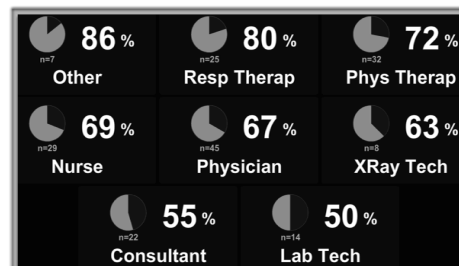 86 % 80 % 72 %
n=7 n=25 n=32
Other Resp Therap Phys Therap
69 % 67 % 63 %
n=29 n=45 n=8
Nurse Physician XRay Tech
55 % 50 %
n=22 n=14
Consultant Lab Tech